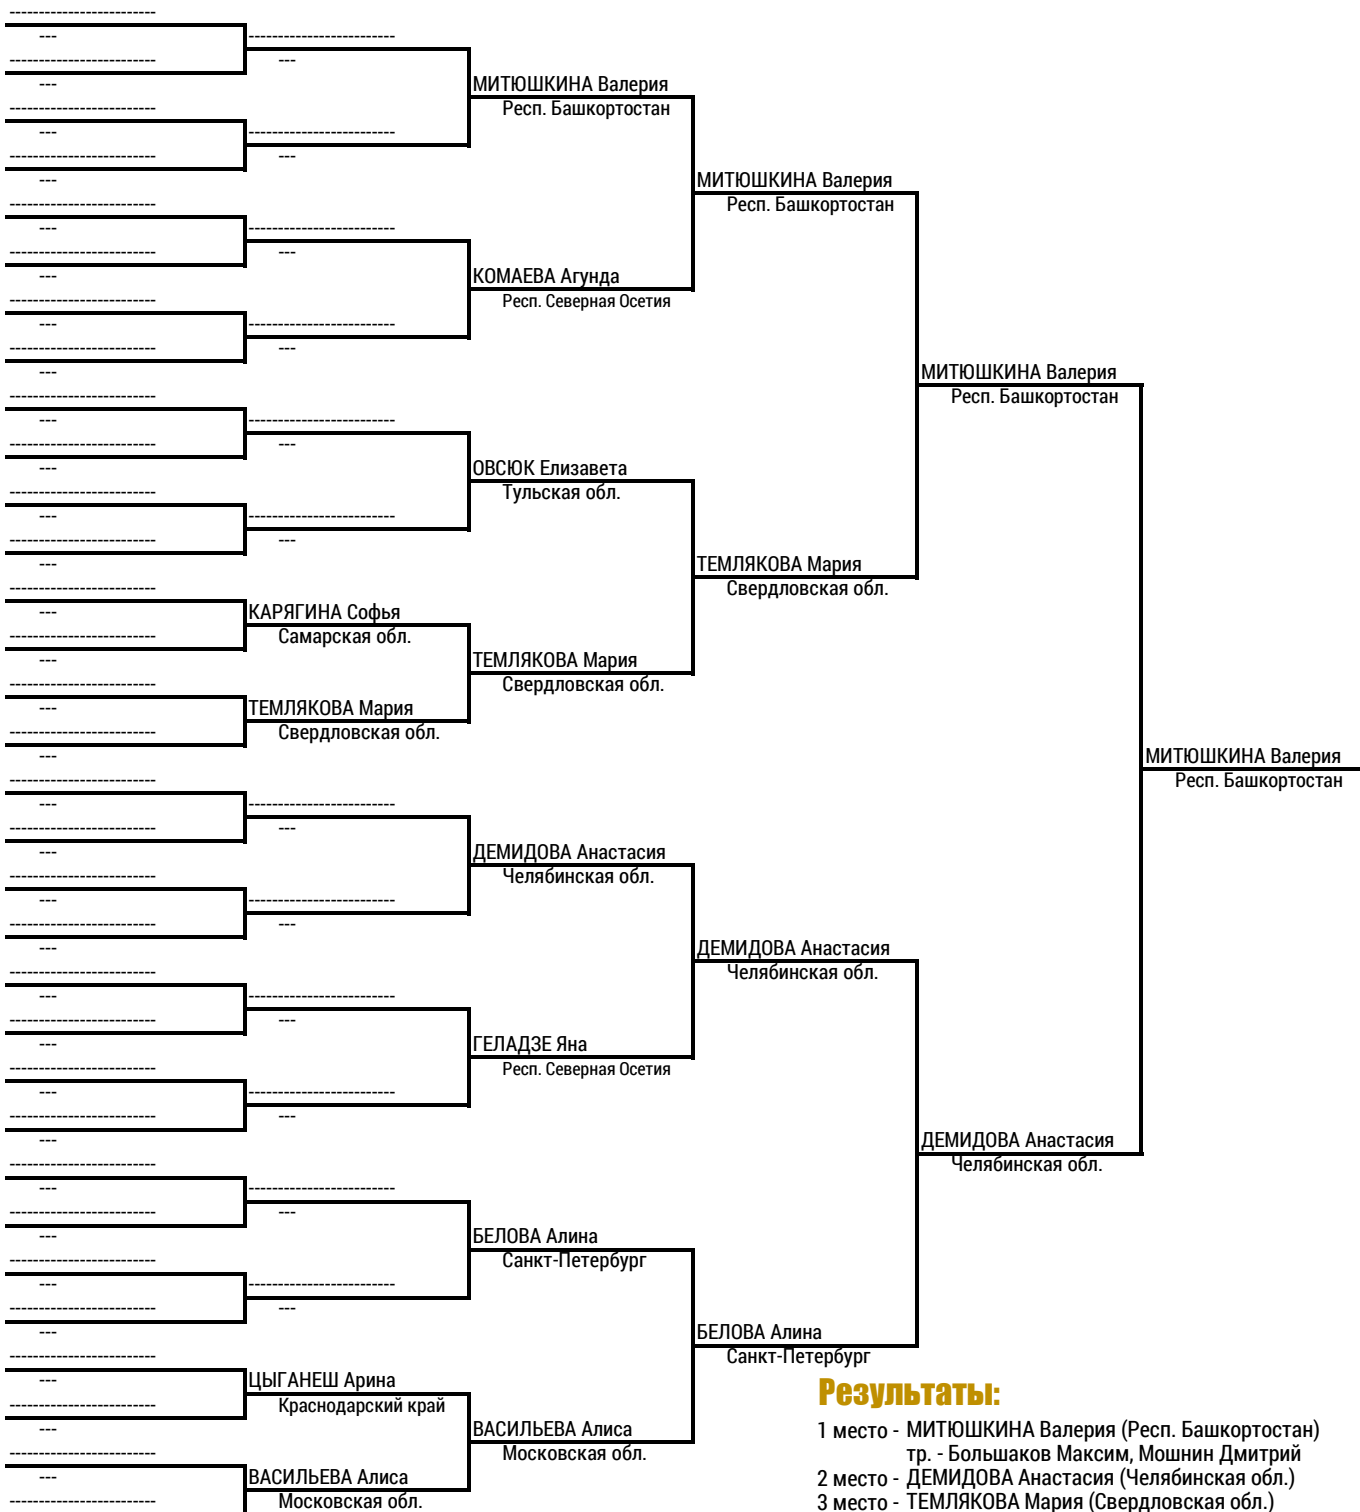 КАРЯГИНА Софья
Самарская обл.
ТЕМЛЯКОВА Мария
Свердловская обл.
ЦЫГАНЕШ Арина
Краснодарский край
ВАСИЛЬЕВА Алиса
Московская обл.
МИТЮШКИНА Валерия
Респ. Башкортостан
КОМАЕВА Агунда
Респ. Северная Осетия
ОВСЮК Елизавета
Тульская обл.
ТЕМЛЯКОВА Мария
Свердловская обл.
ДЕМИДОВА Анастасия
Челябинская обл.
ГЕЛАДЗЕ Яна
Респ. Северная Осетия
БЕЛОВА Алина
Санкт-Петербург
ВАСИЛЬЕВА Алиса
Московская обл.
МИТЮШКИНА Валерия
Респ. Башкортостан
ТЕМЛЯКОВА Мария
Свердловская обл.
ДЕМИДОВА Анастасия
Челябинская обл.
БЕЛОВА Алина
Санкт-Петербург
МИТЮШКИНА Валерия
Респ. Башкортостан
ДЕМИДОВА Анастасия
Челябинская обл.
МИТЮШКИНА Валерия
Респ. Башкортостан
Результаты:
1 место - МИТЮШКИНА Валерия (Респ. Башкортостан)
тр. - Большаков Максим, Мошнин Дмитрий
2 место - ДЕМИДОВА Анастасия (Челябинская обл.)
3 место - ТЕМЛЯКОВА Мария (Свердловская обл.)